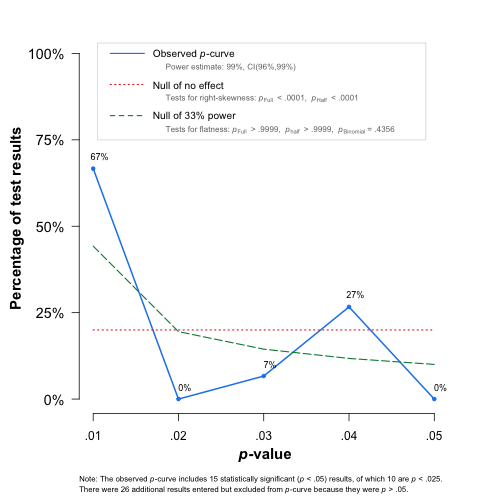 Observed p-curve
Power estimate: 99%, CI(96%,99%)
Null of no effect
Tests for right-skewness: pFull < .0001, pHalf < .0001
Null of 33% power
Tests for flatness: pFull > .9999, phalf > .9999, pBinomial = .4356
Percentage of test results
100%
75%
50%
25%
0%
67%
0%
7%
27%
0%
.01 .02 .03 .04 .05
p-value
Note: The observed p-curve includes 15 statistically significant (p < .05) results, of which 10 are p < .025.
There were 26 additional results entered but excluded from p-curve because they were p > .05.